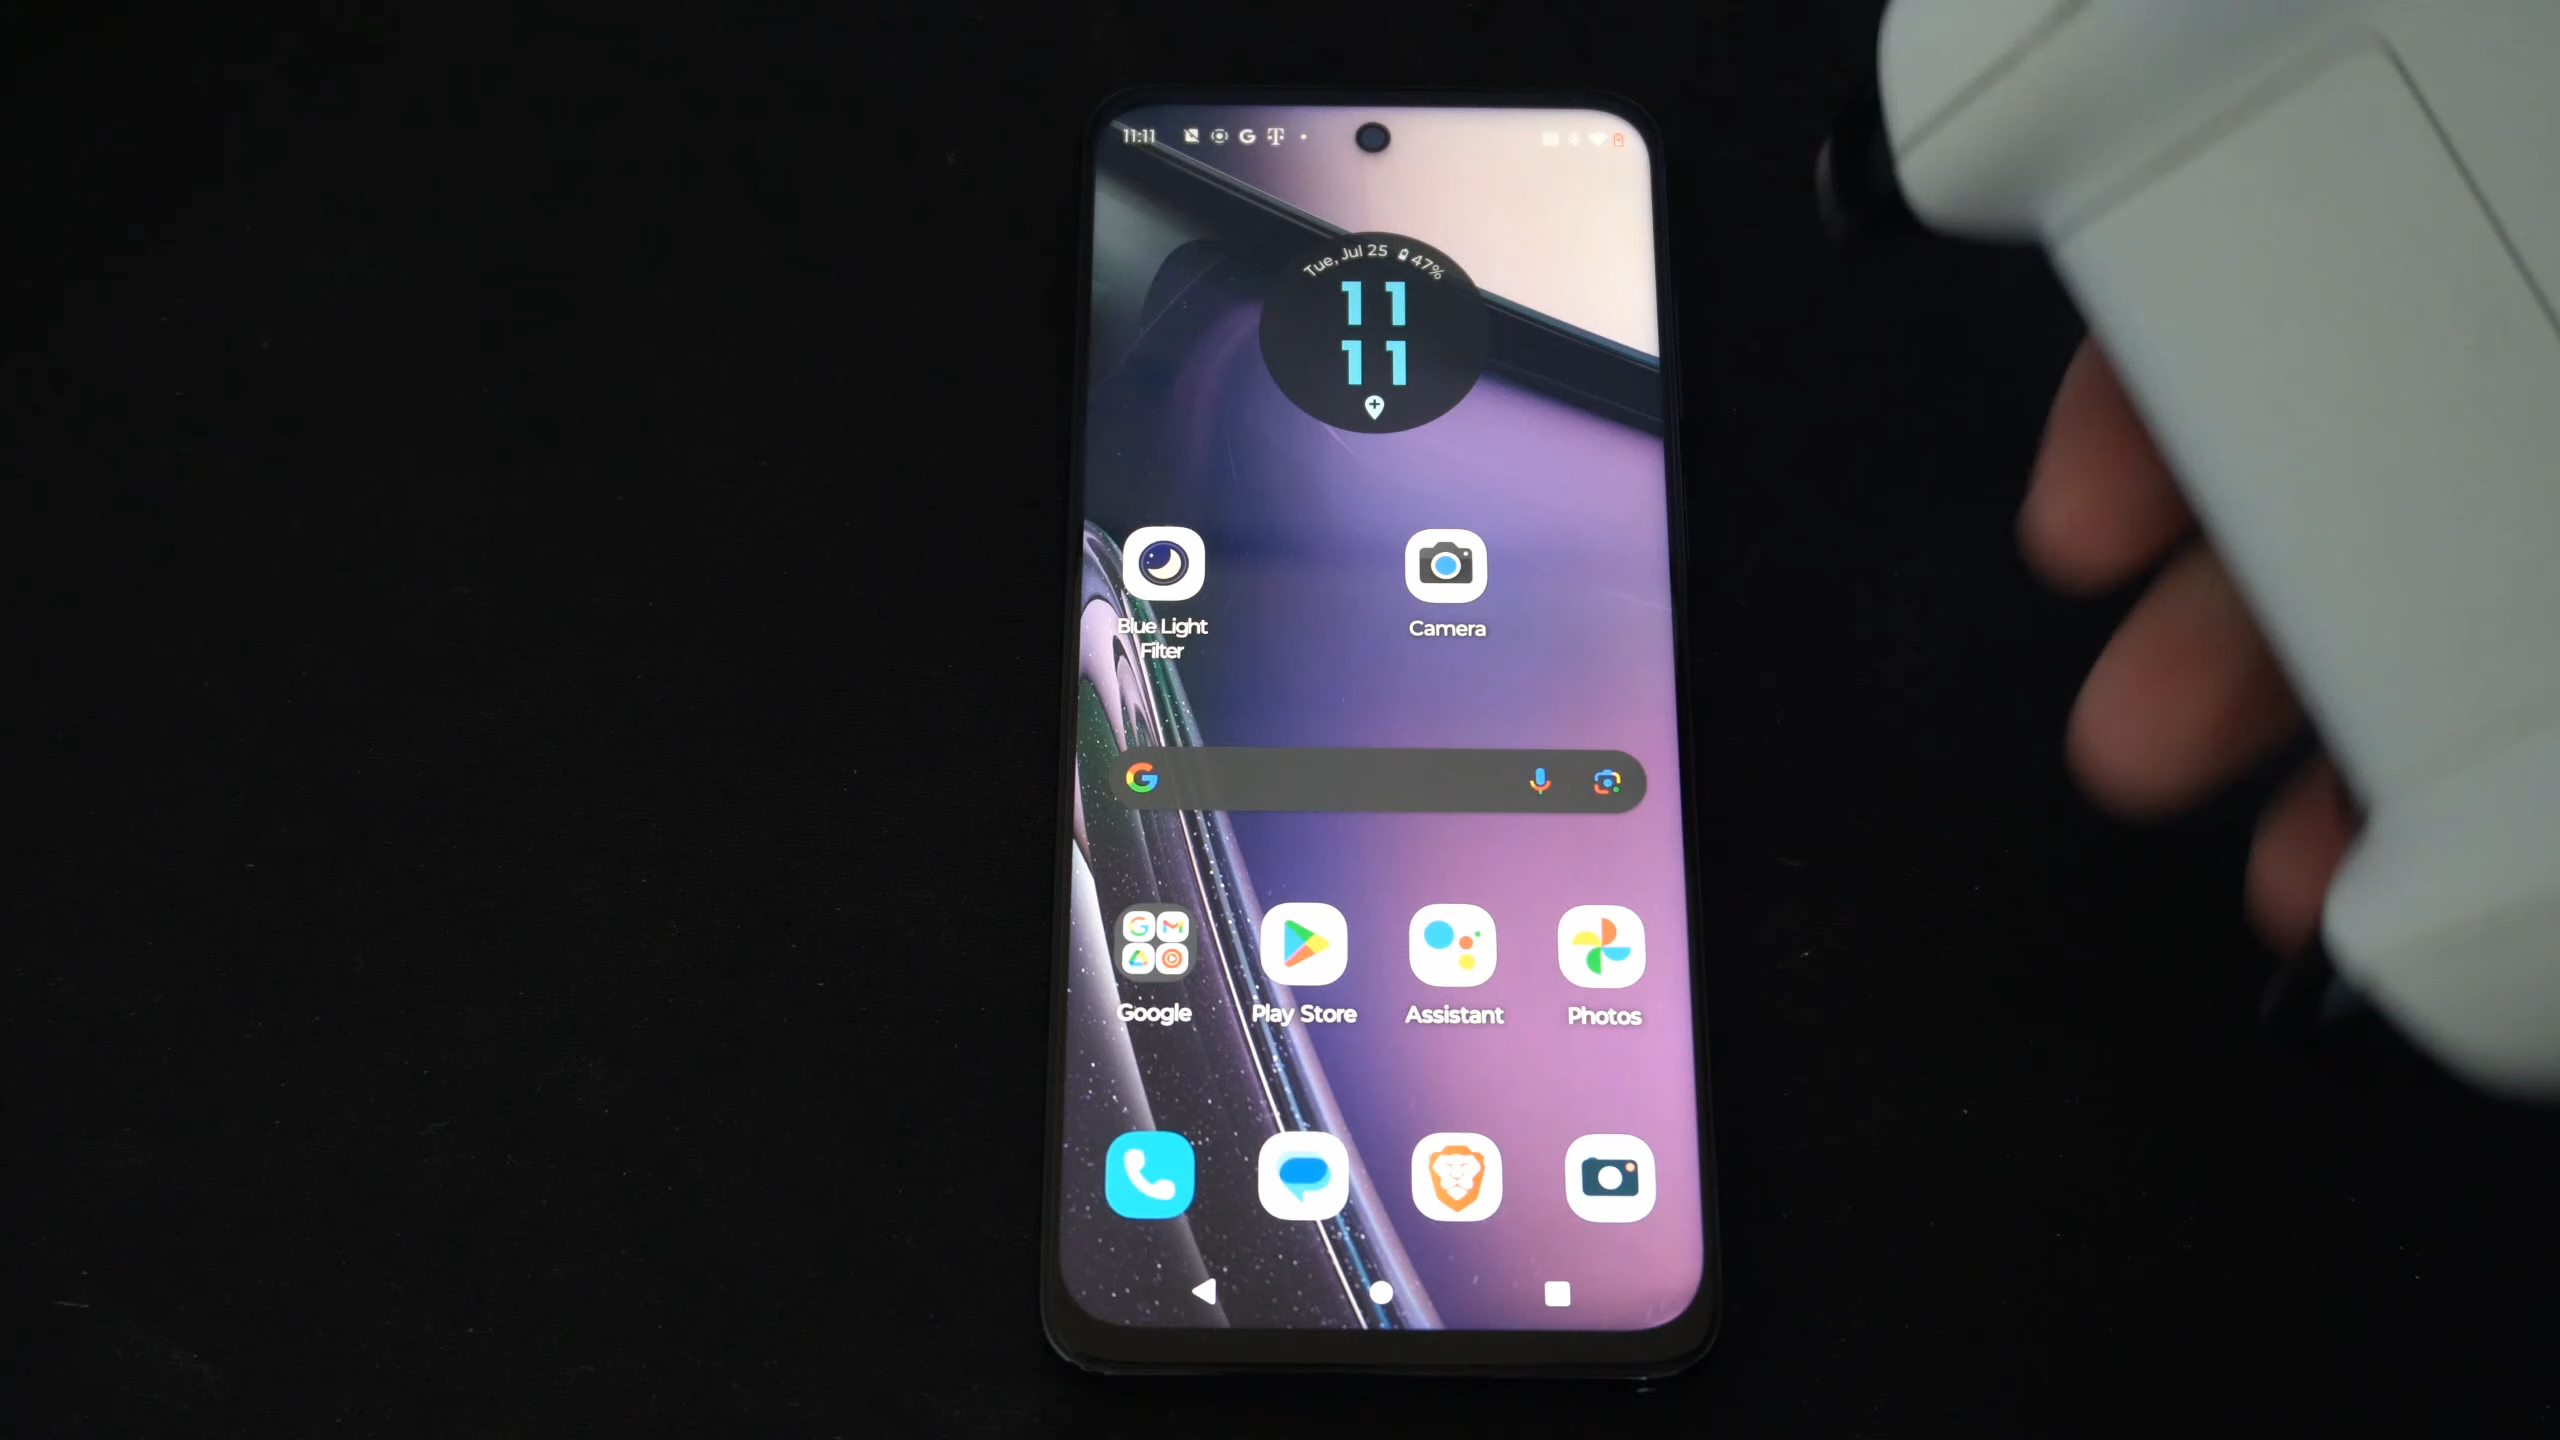 11:11
Tue, Jul 25 47%
11
11
Blue Light
Filter
Camera
Google
Play Store
Assistant
Photos